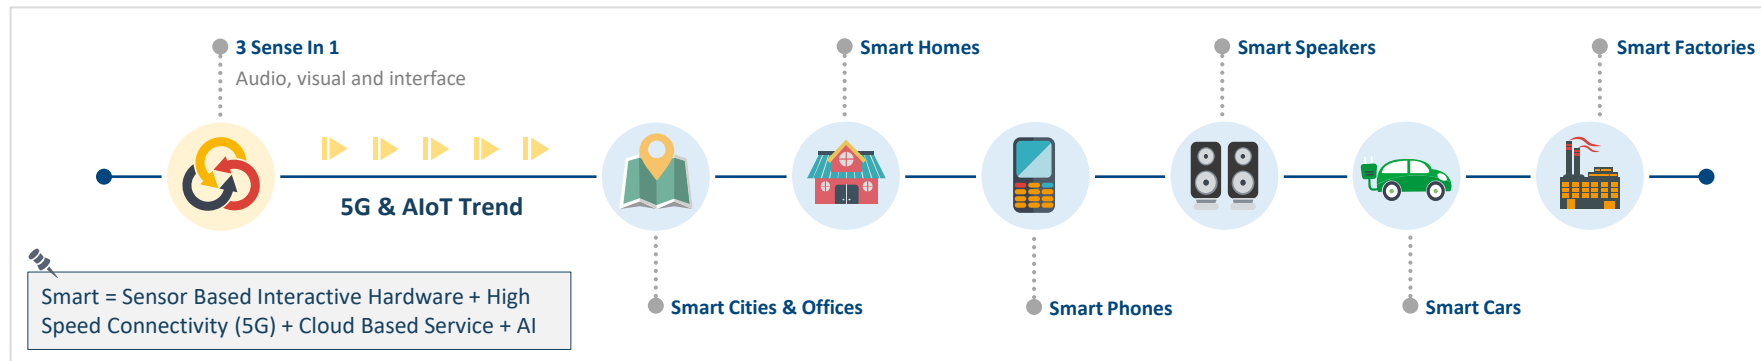 3 Sense In 1
Audio, visual and interface
Smart Homes
Smart Speakers
Smart Factories
5G & AIoT Trend
Smart = Sensor Based Interactive Hardware + High
Speed Connectivity (5G) + Cloud Based Service + AI
Smart Cities & Offices
Smart Phones
Smart Cars